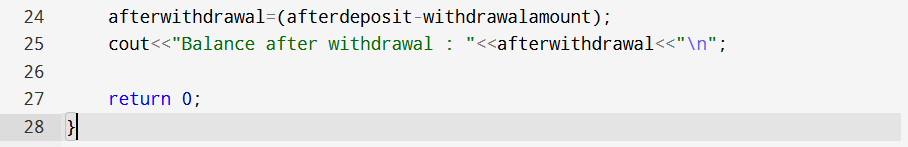 24 afterwithdrawal=(afterdeposit-withdrawalamount);
25 cout<<"Balance after withdrawal : "<<afterwithdrawal<<"\n";
26
27 return 0;
28 }